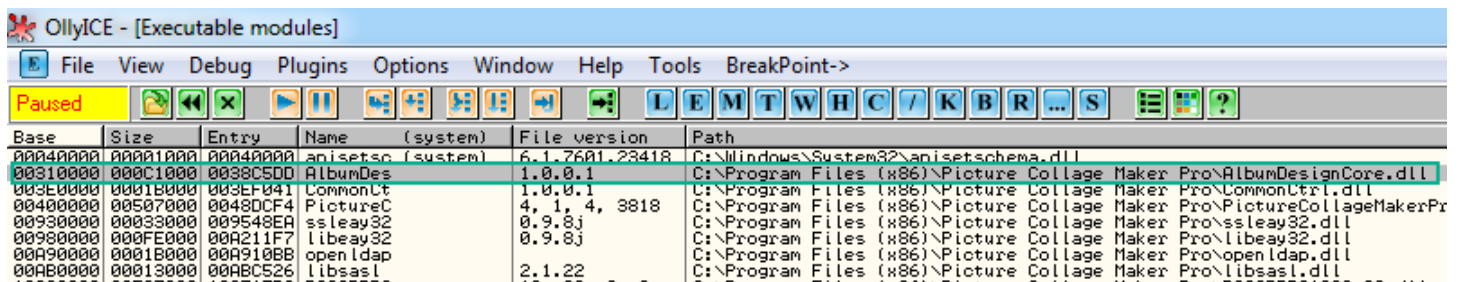 OllyICE - [Executable modules]
E File View Debug Plugins Options Window Help Tools BreakPoint->
Paused L E M T W H C / K B R ... S ?
Base Size Entry Name (system) File version Path
00040000 00001000 00040000 apisetsc (system) 6.1.7601.23418 C:\Windows\System32\apisetschema.dll
00310000 000C1000 0038C5DD AlbumDes 1.0.0.1 C:\Program Files (x86)\Picture Collage Maker Pro\AlbumDesignCore.dll
003E0000 0001B000 003EF041 CommonCt 1.0.0.1 C:\Program Files (x86)\Picture Collage Maker Pro\CommonCtrl.dll
00400000 00507000 0048DCF4 PictureC 4, 1, 4, 3818 C:\Program Files (x86)\Picture Collage Maker Pro\PictureCollageMakerPr
00930000 00033000 009548EA ssleay32 0.9.8j C:\Program Files (x86)\Picture Collage Maker Pro\ssleay32.dll
00980000 000FE000 00A211F7 libeay32 0.9.8j C:\Program Files (x86)\Picture Collage Maker Pro\libeay32.dll
00A90000 0001B000 00A910BB openldap C:\Program Files (x86)\Picture Collage Maker Pro\openldap.dll
00AB0000 00013000 00ABC526 libsasl 2.1.22 C:\Program Files (x86)\Picture Collage Maker Pro\libsasl.dll